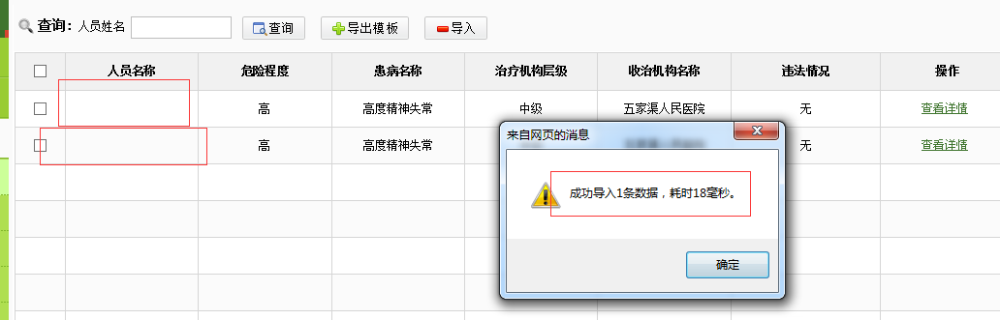 查询： 人员姓名 查询 导出模板 导入
人员名称 危险程度 患病名称 治疗机构层级 收治机构名称 违法情况 操作
高 高度精神失常 中级 五家渠人民医院 无 查看详情
高 高度精神失常 无 查看详情
来自网页的消息
成功导入1条数据，耗时18毫秒。
确定